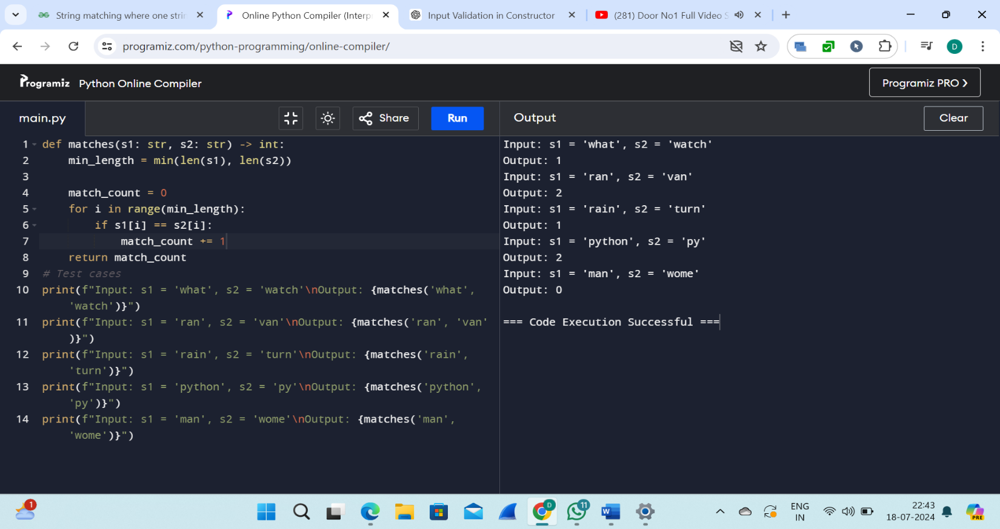 String matching where one strin
Online Python Compiler (Interp
Input Validation in Constructor
(281) Door No1 Full Video S
programiz.com/python-programming/online-compiler/
D
Programiz Python Online Compiler
Programiz PRO
main.py
Share
Run
Output
Clear
1 def matches(s1: str, s2: str) -> int:
2 min_length = min(len(s1), len(s2))
3
4 match_count = 0
5 for i in range(min_length):
6 if s1[i] == s2[i]:
7 match_count += 1
8 return match_count
9 # Test cases
10 print(f"Input: s1 = 'what', s2 = 'watch'\nOutput: {matches('what',
'watch')}")
11 print(f"Input: s1 = 'ran', s2 = 'van'\nOutput: {matches('ran', 'van'
)}")
12 print(f"Input: s1 = 'rain', s2 = 'turn'\nOutput: {matches('rain',
'turn')}")
13 print(f"Input: s1 = 'python', s2 = 'py'\nOutput: {matches('python',
'py')}")
14 print(f"Input: s1 = 'man', s2 = 'wome'\nOutput: {matches('man',
'wome')}")
Input: s1 = 'what', s2 = 'watch'
Output: 1
Input: s1 = 'ran', s2 = 'van'
Output: 2
Input: s1 = 'rain', s2 = 'turn'
Output: 1
Input: s1 = 'python', s2 = 'py'
Output: 2
Input: s1 = 'man', s2 = 'wome'
Output: 0
=== Code Execution Successful ===
1
D
11
W
ENG
IN
22:43
18-07-2024
PRE